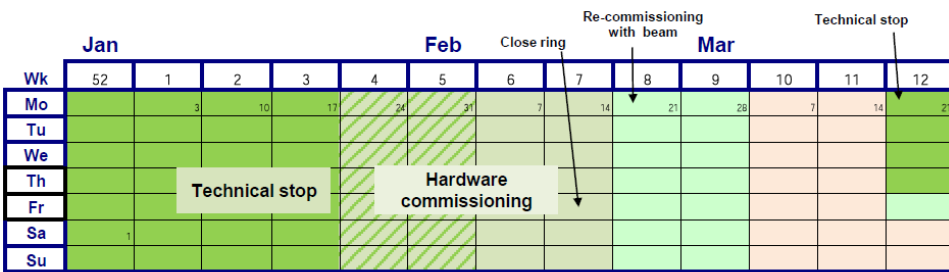 Re-commissioning
with beam
Technical stop
Jan Feb Close ring Mar
Wk 52 1 2 3 4 5 6 7 8 9 10 11 12
Mo 3 10 17 24 31 7 14 21 28 7 14 21
Tu
We
Th
Technical stop
Hardware
commissioning
Fr
Sa 1
Su